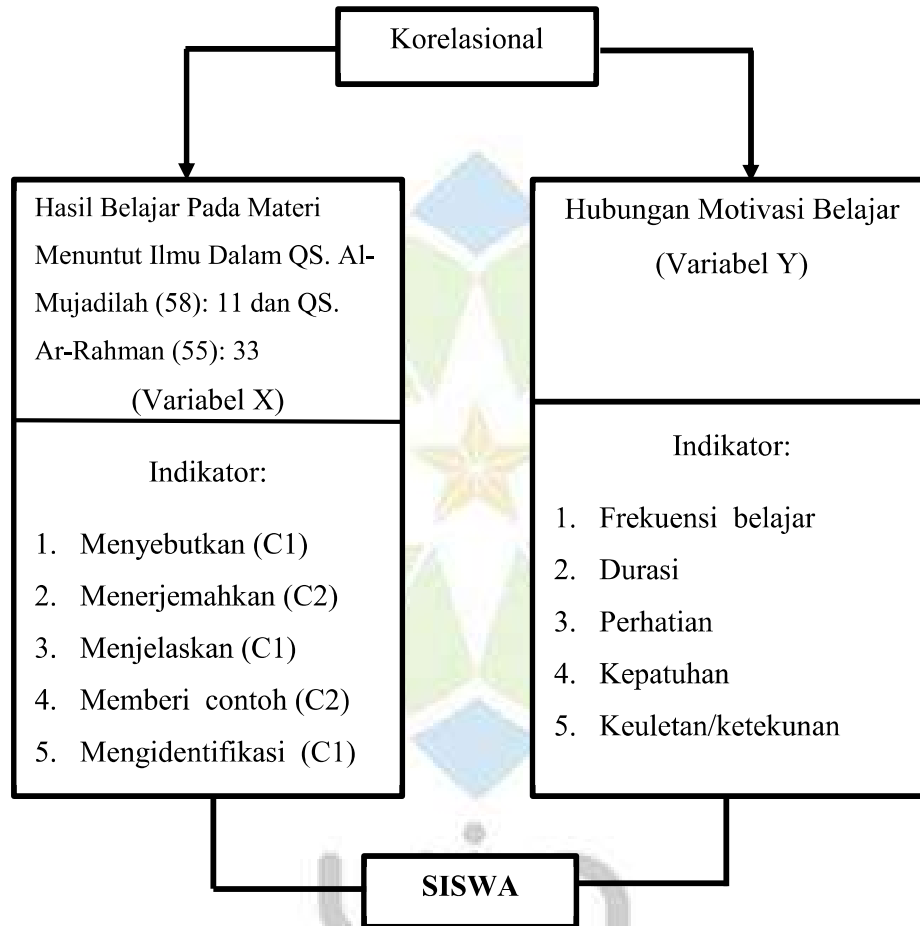 Korelasional
Hasil Belajar Pada Materi
Menuntut Ilmu Dalam QS. Al-
Mujadilah (58): 11 dan QS.
Ar-Rahman (55): 33
(Variabel X)
Indikator:
1. Menyebutkan (C1)
2. Menerjemahkan (C2)
3. Menjelaskan (C1)
4. Memberi contoh (C2)
5. Mengidentifikasi (C1)
Hubungan Motivasi Belajar
(Variabel Y)
Indikator:
1. Frekuensi belajar
2. Durasi
3. Perhatian
4. Kepatuhan
5. Keuletan/ketekunan
SISWA